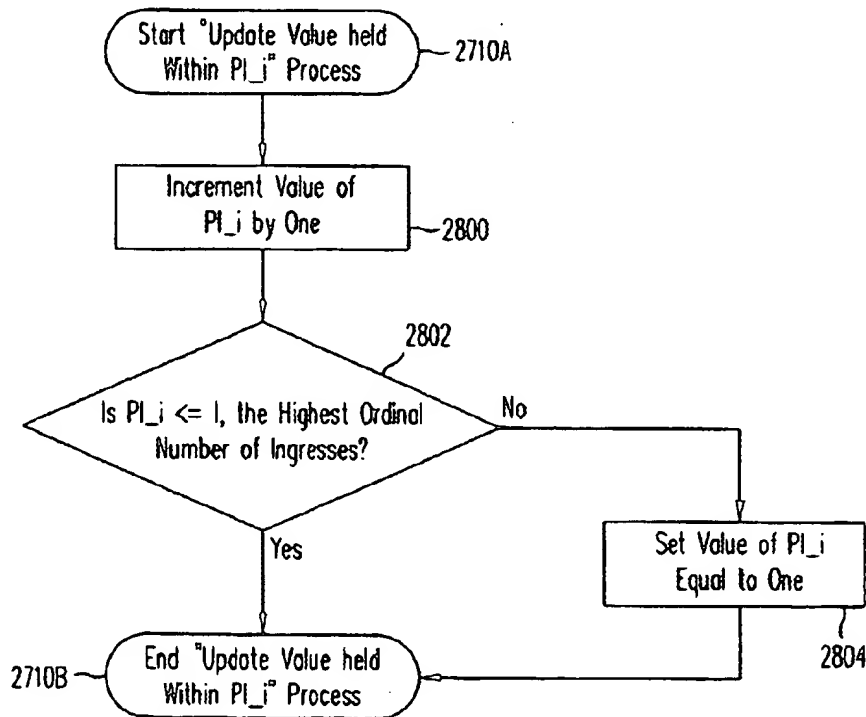 Start "Update Value held
Within PI_i" Process
2710A
Increment Value of
PI_i by One
2800
2802
Is PI_i <= I, the Highest Ordinal
Number of Ingresses?
No
Yes
Set Value of PI_i
Equal to One
2804
2710B
End "Update Value held
Within PI_i" Process